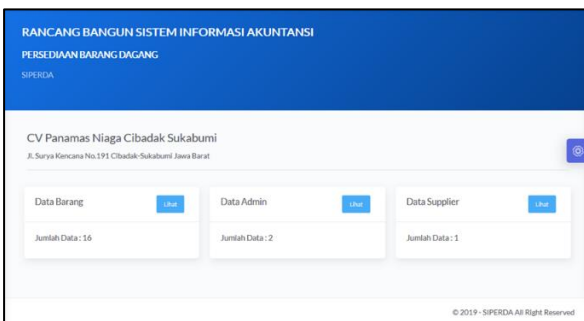 RANCANG BANGUN SISTEM INFORMASI AKUNTANSI
PERSEDIAAN BARANG DAGANG
SIPERDA
CV Panamas Niaga Cibadak Sukabumi
Jl. Surya Kencana No.191 Cibadak-Sukabumi Jawa Barat
Data Barang
Lihat
Jumlah Data : 16
Data Admin
Lihat
Jumlah Data : 2
Data Supplier
Lihat
Jumlah Data : 1
© 2019 - SIPERDA All Right Reserved